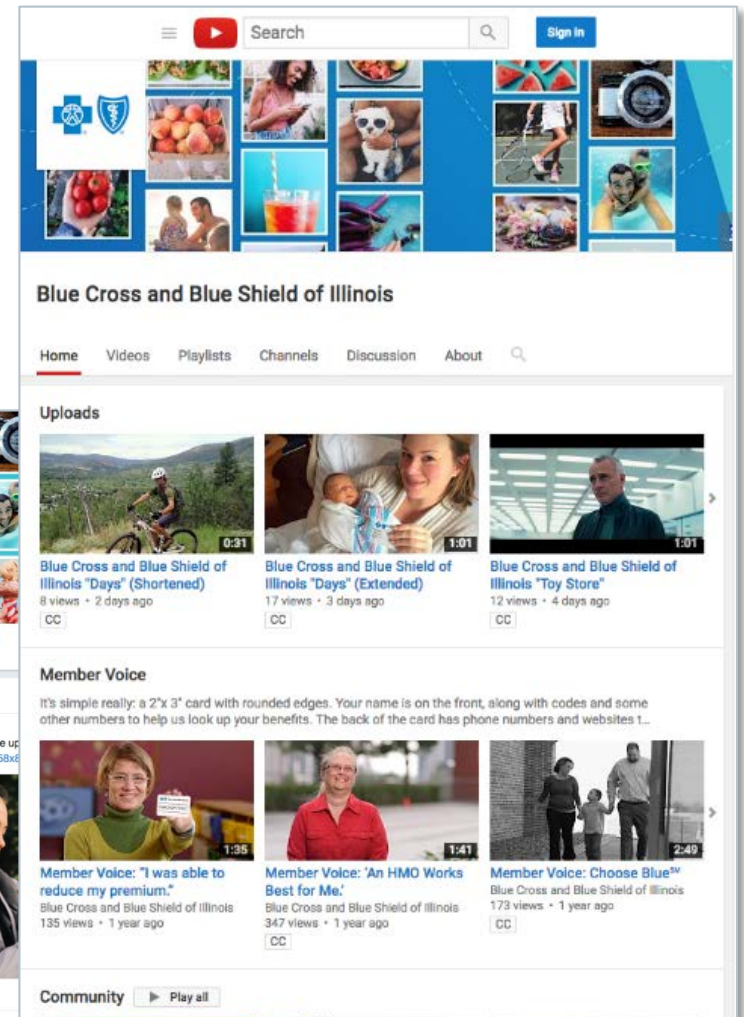 Search
Sign in
Blue Cross and Blue Shield of Illinois
Home Videos Playlists Channels Discussion About
Uploads
0:31
1:01
1:01
Blue Cross and Blue Shield of
Illinois "Days" (Shortened)
8 views • 2 days ago
CC
Blue Cross and Blue Shield of
Illinois "Days" (Extended)
17 views • 3 days ago
CC
Blue Cross and Blue Shield of
Illinois "Toy Store"
12 views • 4 days ago
CC
Member Voice
It's simple really: a 2"x 3" card with rounded edges. Your name is on the front, along with codes and some
other numbers to help us look up your benefits. The back of the card has phone numbers and websites t...
1:35
1:41
2:49
Member Voice: "I was able to
reduce my premium."
Blue Cross and Blue Shield of Illinois
135 views • 1 year ago
Member Voice: 'An HMO Works
Best for Me.'
Blue Cross and Blue Shield of Illinois
347 views • 1 year ago
CC
Member Voice: Choose Blue℠
Blue Cross and Blue Shield of Illinois
173 views • 1 year ago
CC
Community Play all